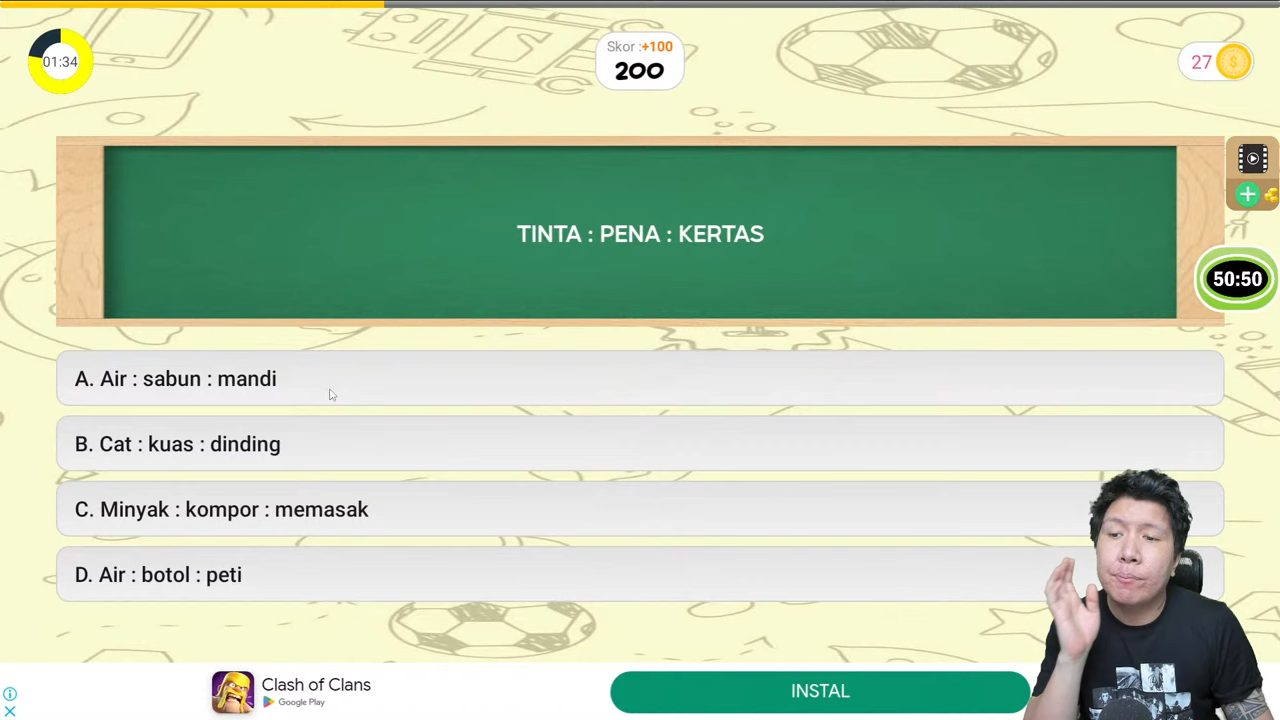 01:34
Skor :+100
200
27
TINTA : PENA : KERTAS
50:50
A. Air : sabun : mandi
B. Cat : kuas : dinding
C. Minyak : kompor : memasak
D. Air : botol : peti
Clash of Clans
Google Play
INSTAL